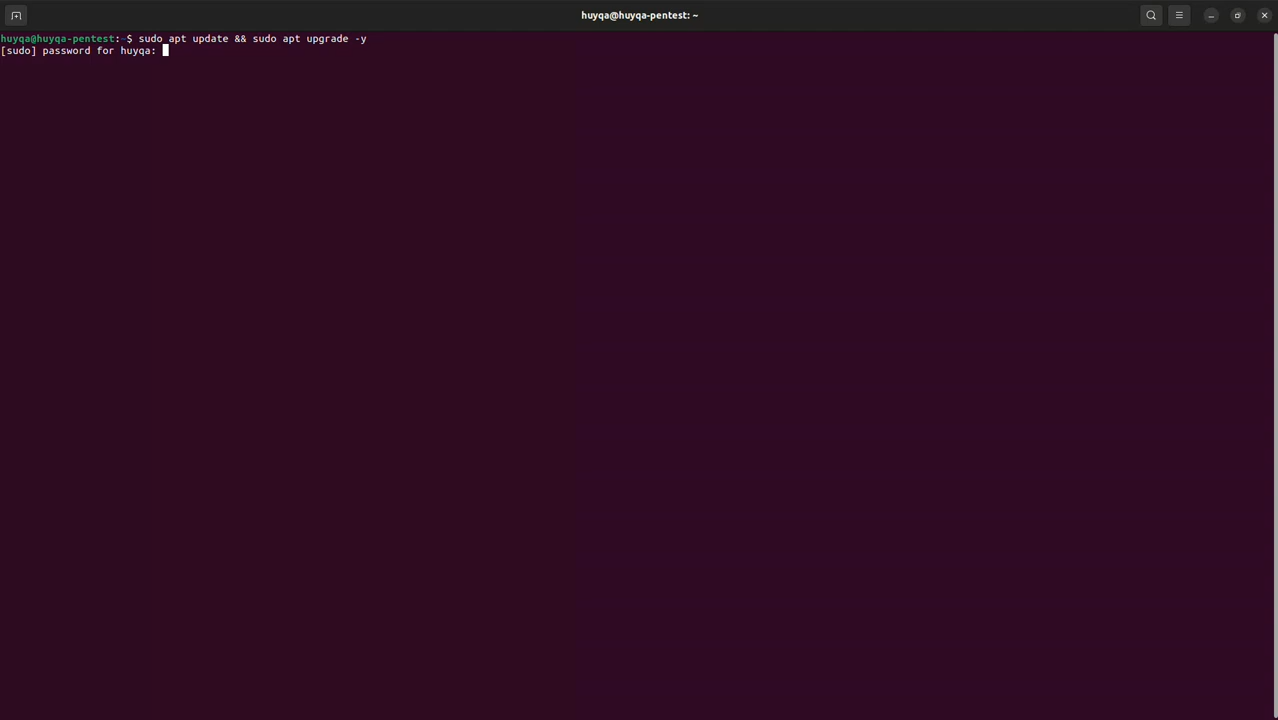 huyqa@huyqa-pentest: ~
huyqa@huyqa-pentest:~$ sudo apt update && sudo apt upgrade -y
[sudo] password for huyqa: